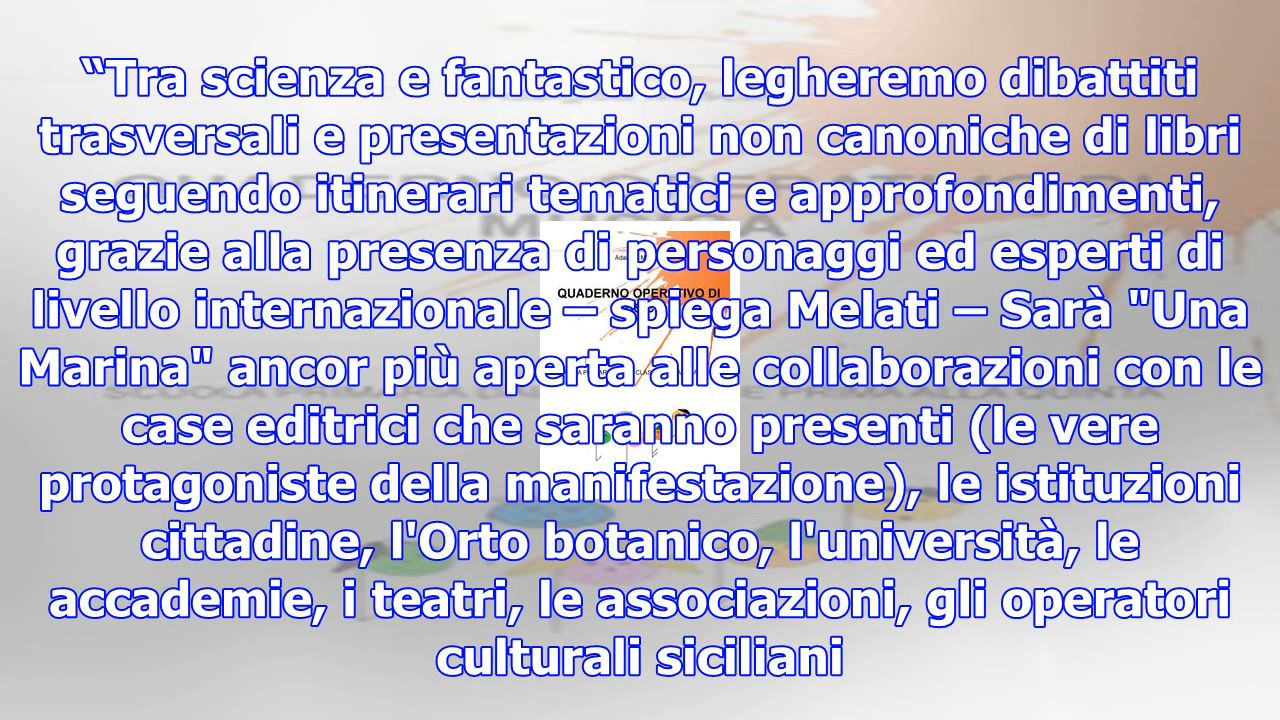 “Tra scienza e fantastico, legheremo dibattiti
trasversali e presentazioni non canoniche di libri
seguendo itinerari tematici e approfondimenti,
grazie alla presenza di personaggi ed esperti di
livello internazionale – spiega Melati – Sarà "Una
Marina" ancor più aperta alle collaborazioni con le
case editrici che saranno presenti (le vere
protagoniste della manifestazione), le istituzioni
cittadine, l'Orto botanico, l'università, le
accademie, i teatri, le associazioni, gli operatori
culturali siciliani
QUADERNO OPERATIVO DI
MUSICA